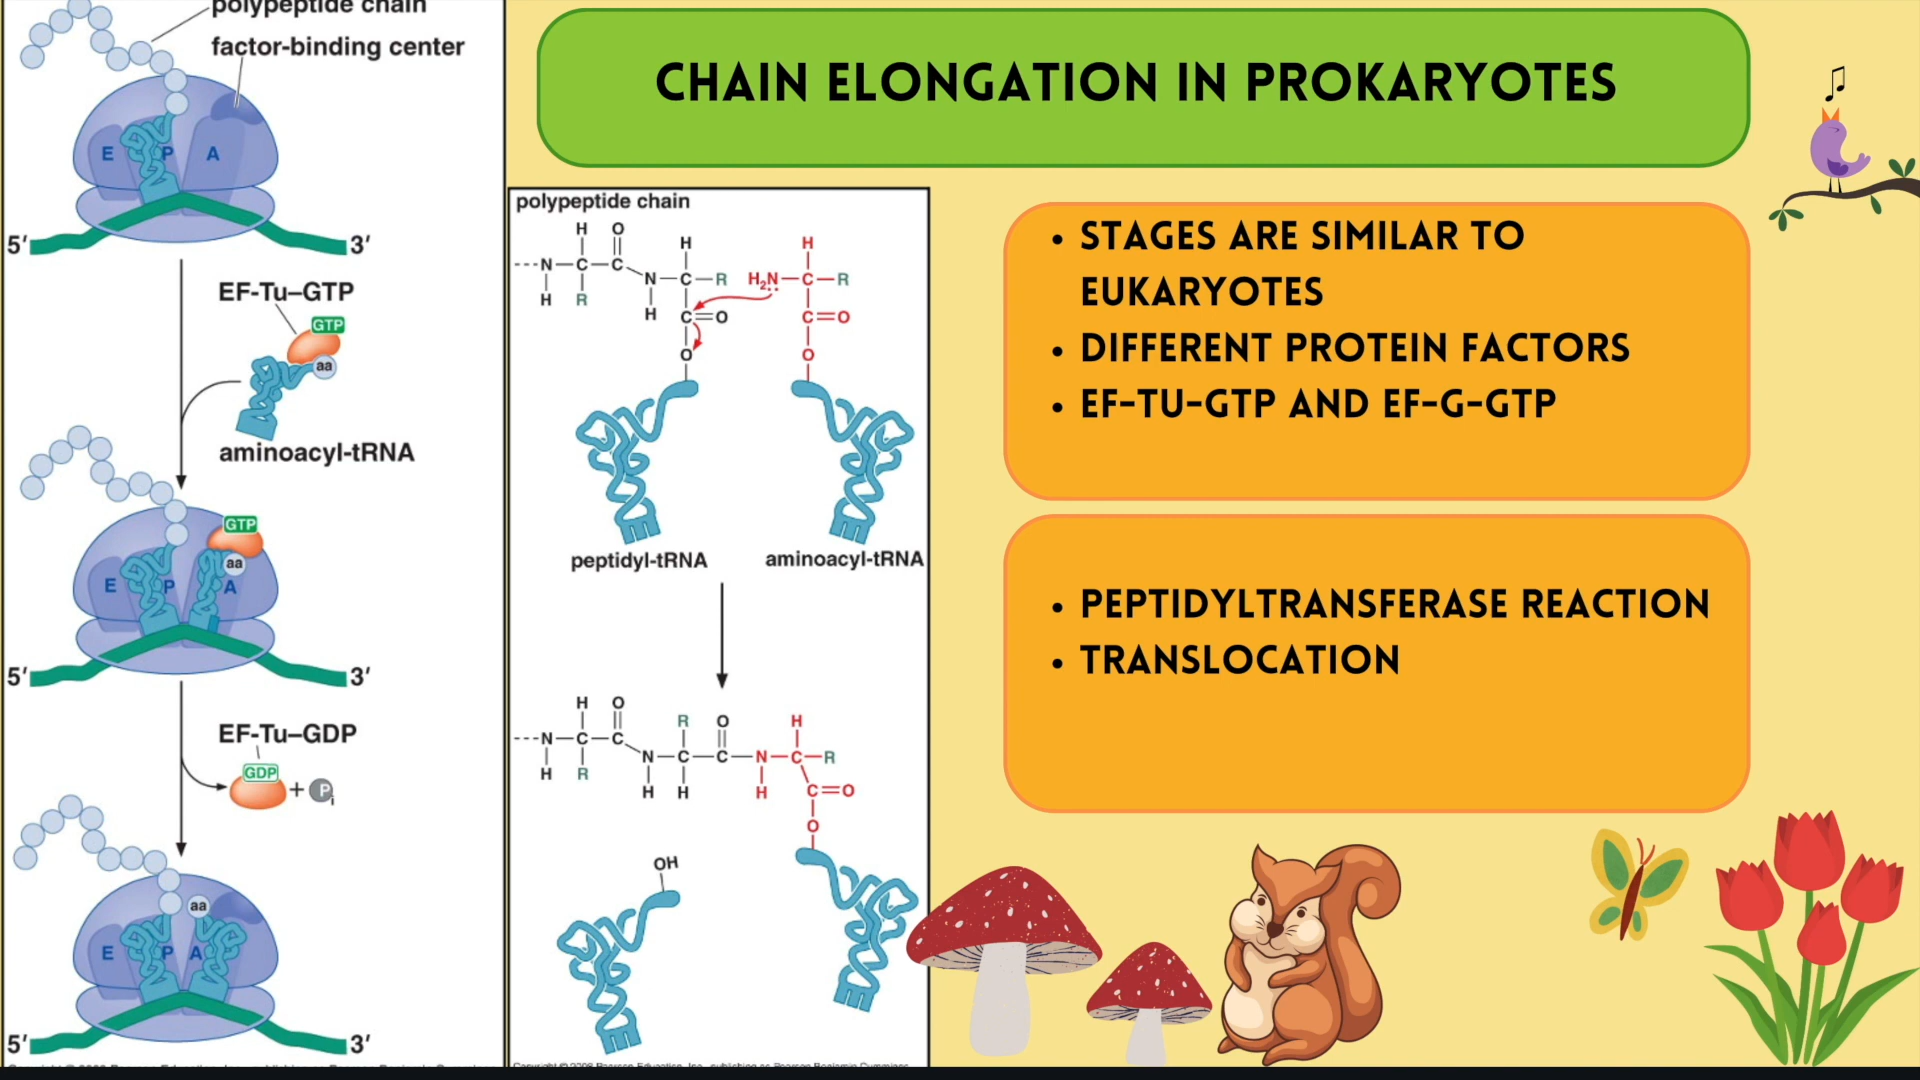 polypeptide chain
factor-binding center
E P A
5′ 3′
EF-Tu–GTP
GTP
aa
aminoacyl-tRNA
GTP
aa
E P A
5′ 3′
EF-Tu–GDP
GDP
+ Pi
aa
E P A
5′ 3′
CHAIN ELONGATION IN PROKARYOTES
polypeptide chain
H O
H H
N C C
N C R H2N C R
H R
H C O C O
O O
peptidyl-tRNA aminoacyl-tRNA
H O
R O H
N C C
N C C N C R
H R
H H H C O
O
OH
• STAGES ARE SIMILAR TO
EUKARYOTES
• DIFFERENT PROTEIN FACTORS
• EF-TU-GTP AND EF-G-GTP
• PEPTIDYLTRANSFERASE REACTION
• TRANSLOCATION